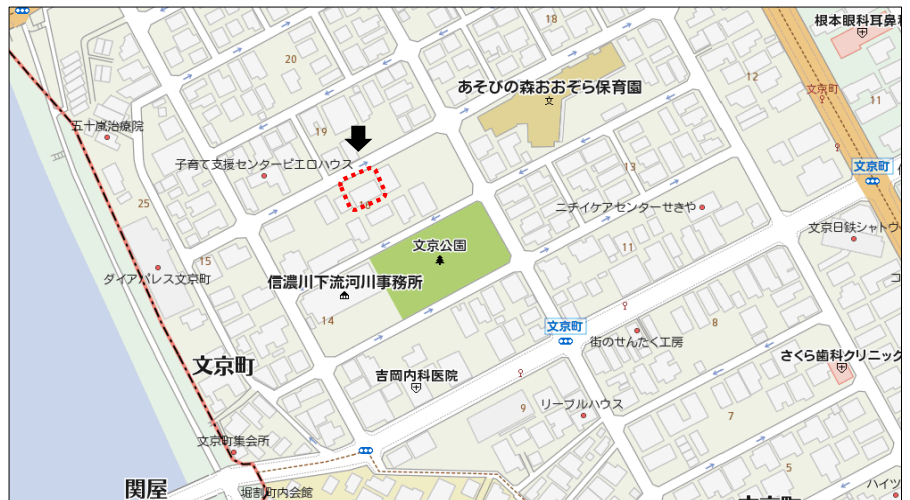 18
根本眼科耳鼻
20
あそびの森おおぞら保育園
12
文京町
11
五十嵐治療院
19
子育て支援センターピエロハウス
13
文京町
25
16
ニチイケアセンターせきや
文京公園
11
文京日鉄シャトウ
15
ダイアパレス文京町
信濃川下流河川事務所
14
文京町
8
街のせんたく工房
さくら歯科クリニック
文京町
吉岡内科医院
9
リーブルハウス
7
文京町集会所
5
関屋
堀割町内会館
文京町
ハイツ